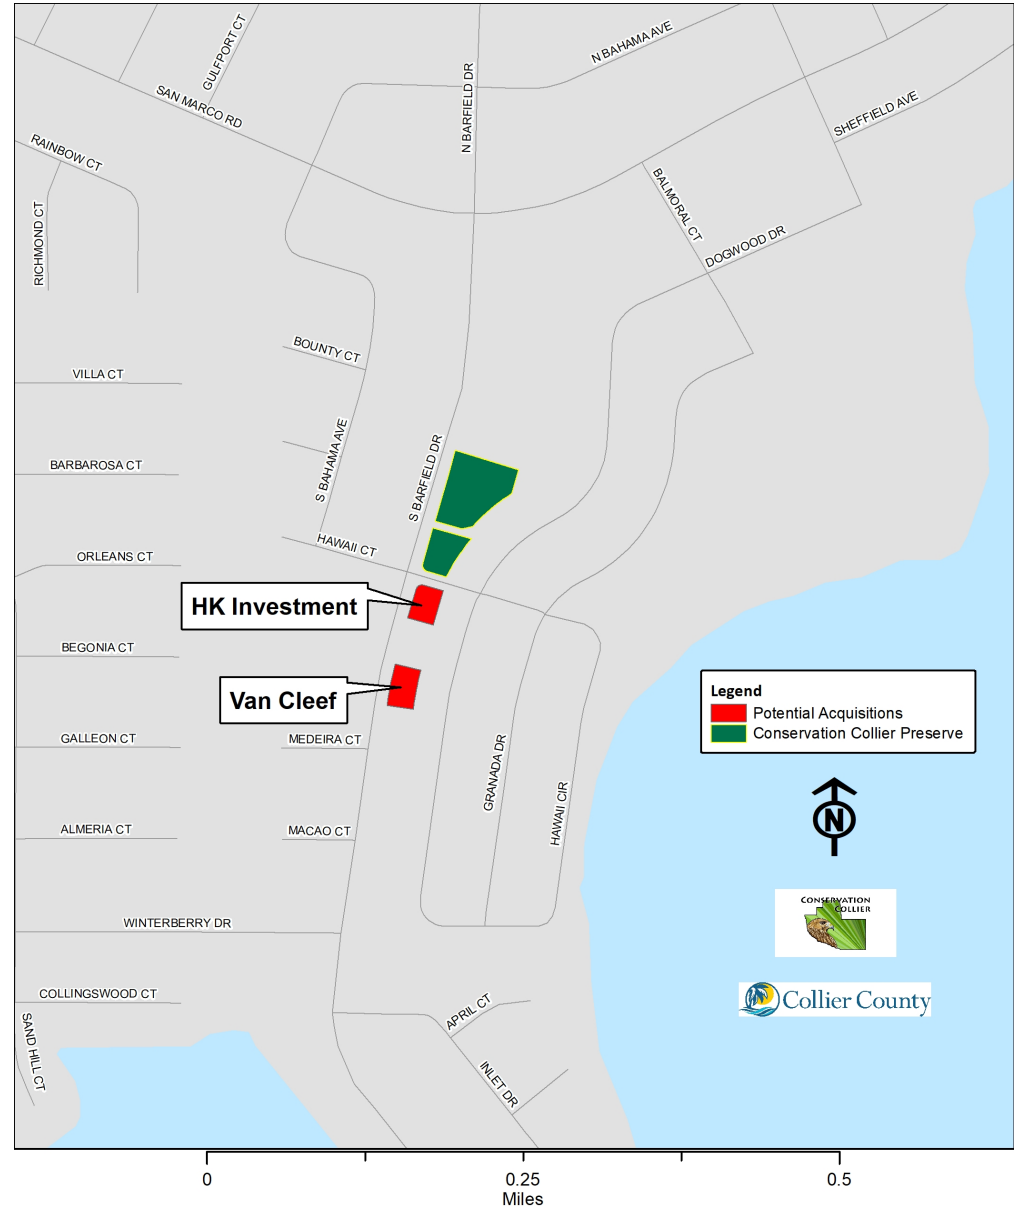 GULFPORT CT
N BAHAMA AVE
SAN MARCO RD
N BARFIELD DR
SHEFFIELD AVE
RAINBOW CT
RICHMOND CT
BALMORAL CT
DOGWOOD DR
BOUNTY CT
VILLA CT
S BAHAMA AVE
S BARFIELD DR
BARBAROSA CT
HAWAII CT
ORLEANS CT
HK Investment
BEGONIA CT
Van Cleef
Legend
Potential Acquisitions
Conservation Collier Preserve
GALLEON CT
MEDEIRA CT
GRANADA DR
HAWAII CIR
N
ALMERIA CT
MACAO CT
CONSERVATION
COLLIER
WINTERBERRY DR
COLLINGSWOOD CT
Collier County
APRIL CT
SAND HILL CT
INLET DR
0
0.25
0.5
Miles